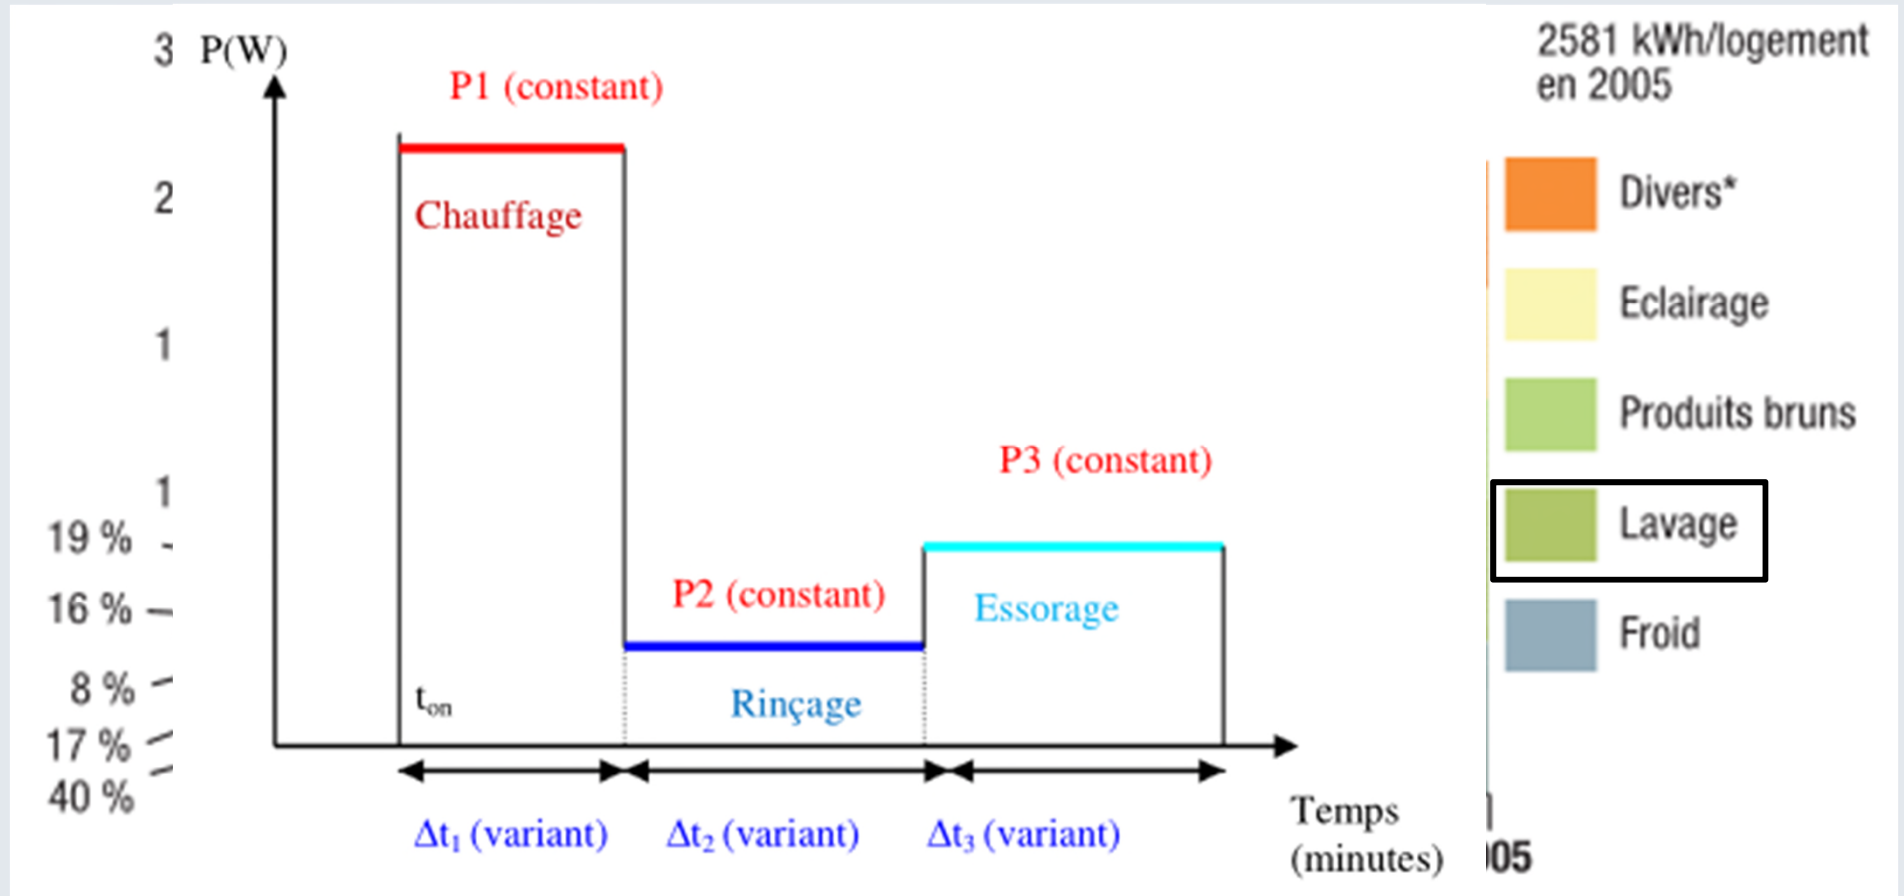 3
P(W)
P1 (constant)
2581 kWh/logement
en 2005
Divers*
2
Chauffage
Eclairage
1
Produits bruns
P3 (constant)
1
Lavage
19 %
P2 (constant)
Essorage
16 %
Froid
8 %
ton
Rinçage
17 %
40 %
Temps
(minutes)
Δt1 (variant)
Δt2 (variant)
Δt3 (variant)
05